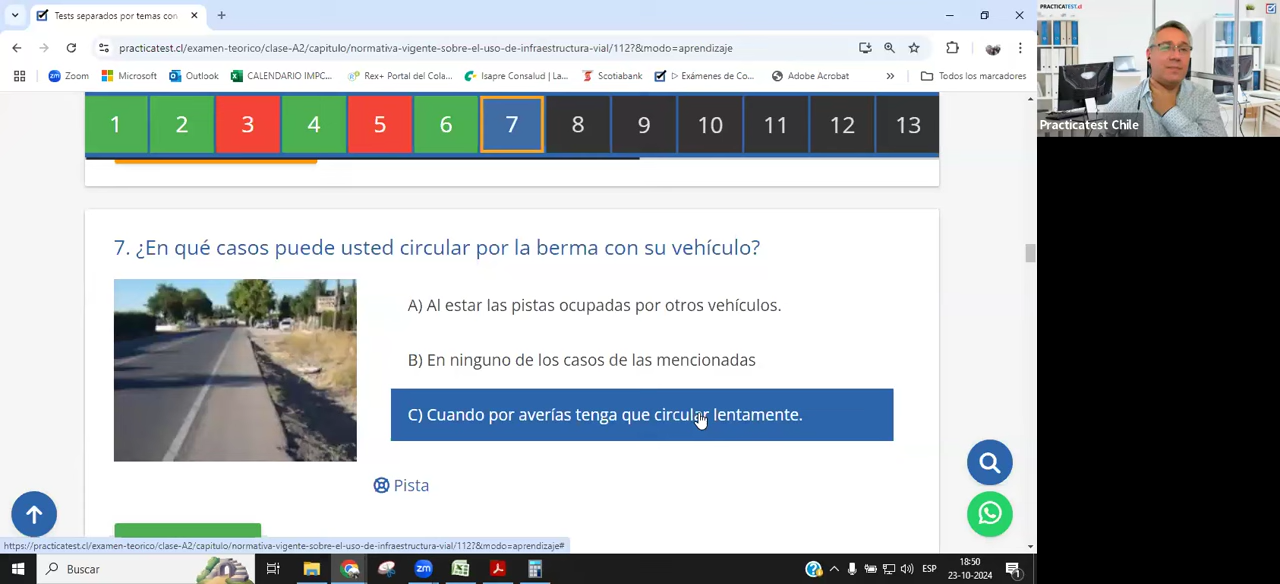 Tests separados por temas con
practicatest.cl/examen-teorico/clase-A2/capitulo/normativa-vigente-sobre-el-uso-de-infraestructura-vial/112?&modo=aprendizaje
Zoom
Microsoft
Outlook
CALENDARIO IMPC...
Rex+ Portal del Cola...
Isapre Consalud | La...
Scotiabank
▷ Exámenes de Co...
Adobe Acrobat
»
Todos los marcadores
PRACTICATEST.cl
Practicatest Chile
1 2 3 4 5 6 7 8 9 10 11 12 13
7. ¿En qué casos puede usted circular por la berma con su vehículo?
A) Al estar las pistas ocupadas por otros vehículos.
B) En ninguno de los casos de las mencionadas
C) Cuando por averías tenga que circular lentamente.
Pista
https://practicatest.cl/examen-teorico/clase-A2/capitulo/normativa-vigente-sobre-el-uso-de-infraestructura-vial/112?&modo=aprendizaje#
Buscar
ESP
18:50
23-10-2024